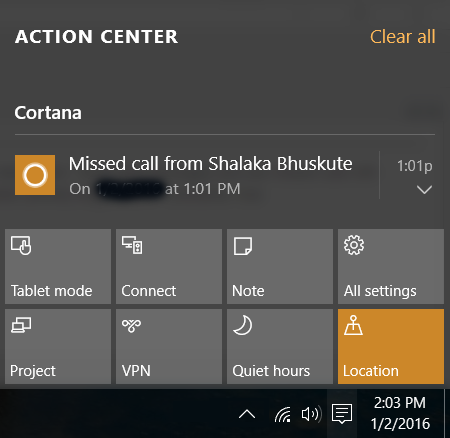 ACTION CENTER Clear all
Cortana
Missed call from Shalaka Bhuskute 1:01p
On at 1:01 PM
Tablet mode Connect Note All settings
Project VPN Quiet hours Location
2:03 PM
1/2/2016